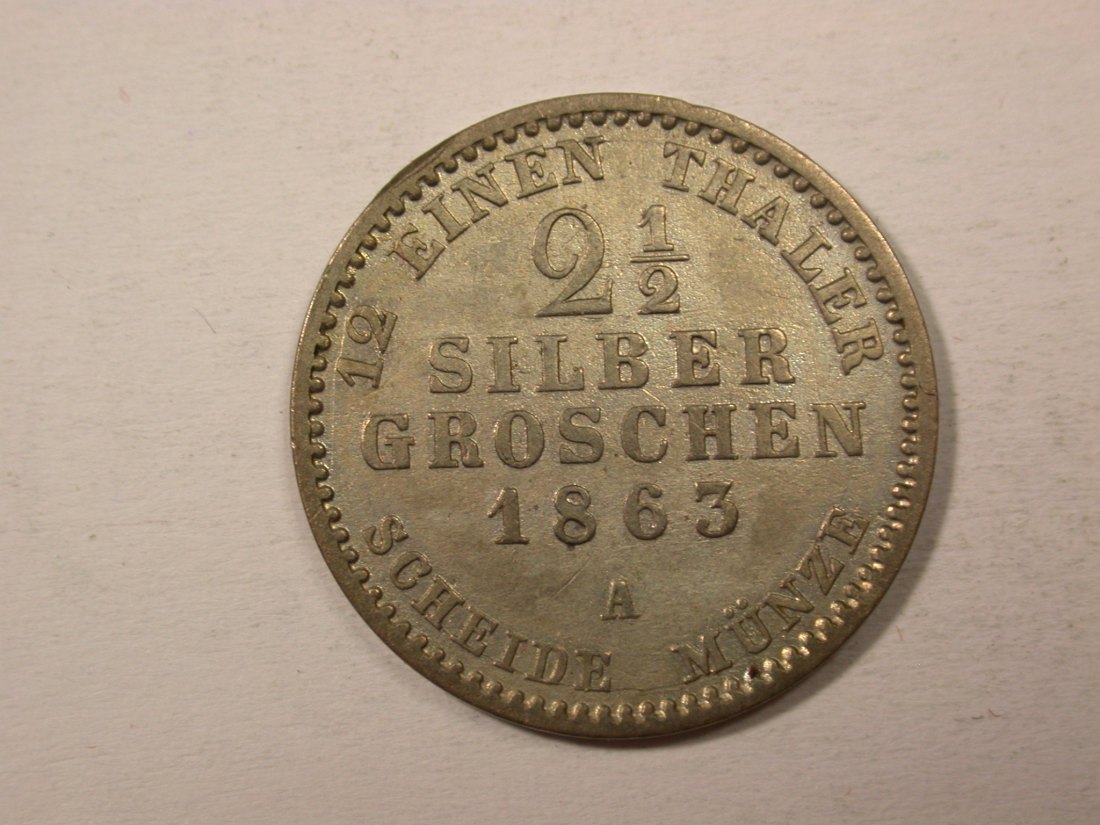 12 EINEN THALER
2 1/2
SILBER
GROSCHEN
1863
A
SCHEIDE MÜNZE